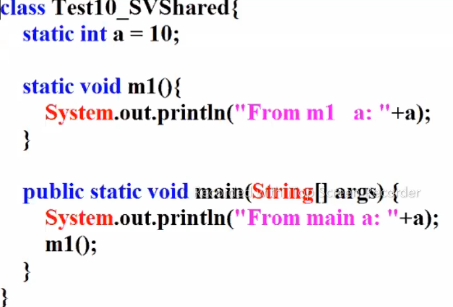 class Test10_SVShared{
static int a = 10;
static void m1(){
System.out.println("From m1   a: "+a);
}
public static void main(String[] args) {
System.out.println("From main a: "+a);
m1();
}
}